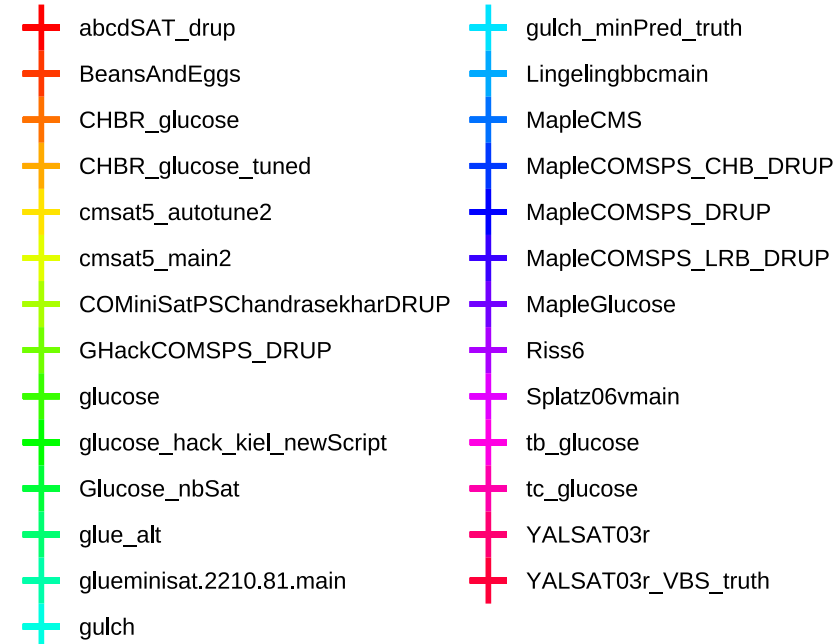 abcdSAT_drup
BeansAndEggs
CHBR_glucose
CHBR_glucose_tuned
cmsat5_autotune2
cmsat5_main2
COMiniSatPSChandrasekharDRUP
GHackCOMSPS_DRUP
glucose
glucose_hack_kiel_newScript
Glucose_nbSat
glue_alt
glueminisat.2210.81.main
gulch
gulch_minPred_truth
Lingelingbbcmain
MapleCMS
MapleCOMSPS_CHB_DRUP
MapleCOMSPS_DRUP
MapleCOMSPS_LRB_DRUP
MapleGlucose
Riss6
Splatz06vmain
tb_glucose
tc_glucose
YALSAT03r
YALSAT03r_VBS_truth